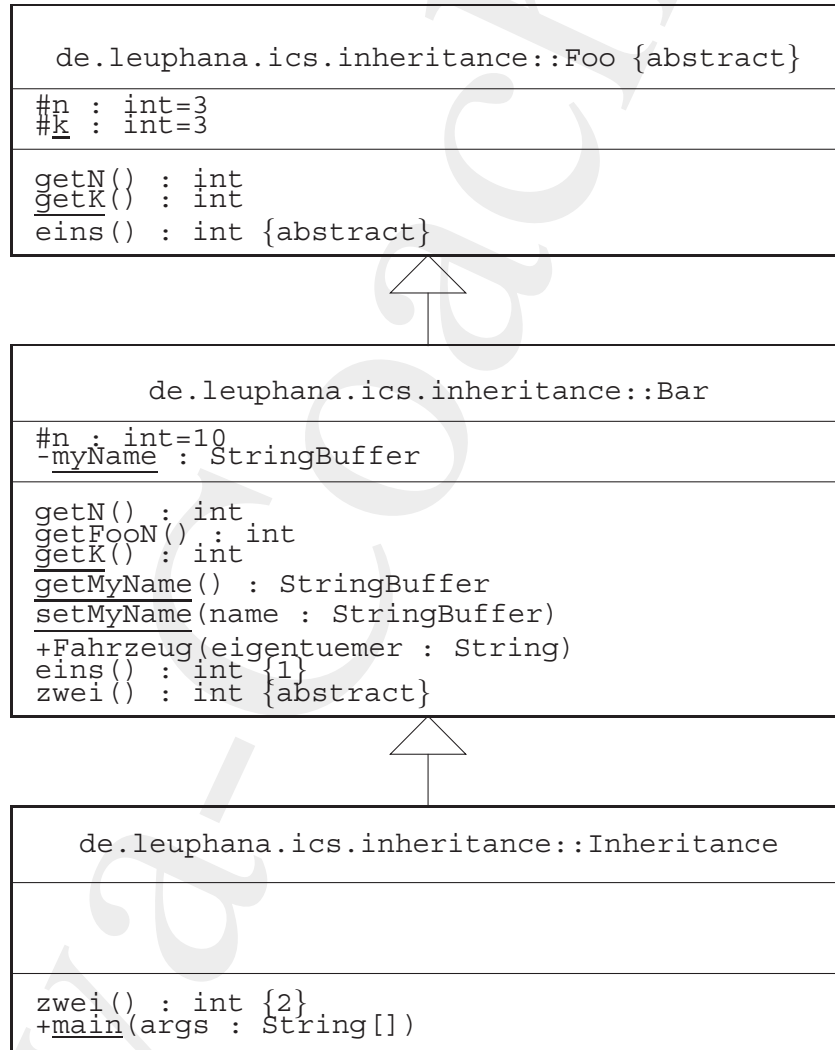 de.leuphana.ics.inheritance::Foo {abstract}
#n : int=3
#k : int=3
getN() : int
getK() : int
eins() : int {abstract}
de.leuphana.ics.inheritance::Bar
#n : int=10
-myName : StringBuffer
getN() : int
getFooN() : int
getK() : int
getMyName() : StringBuffer
setMyName(name : StringBuffer)
+Fahrzeug(eigentuemer : String)
eins() : int {1}
zwei() : int {abstract}
de.leuphana.ics.inheritance::Inheritance
zwei() : int {2}
+main(args : String[])
va-Coach